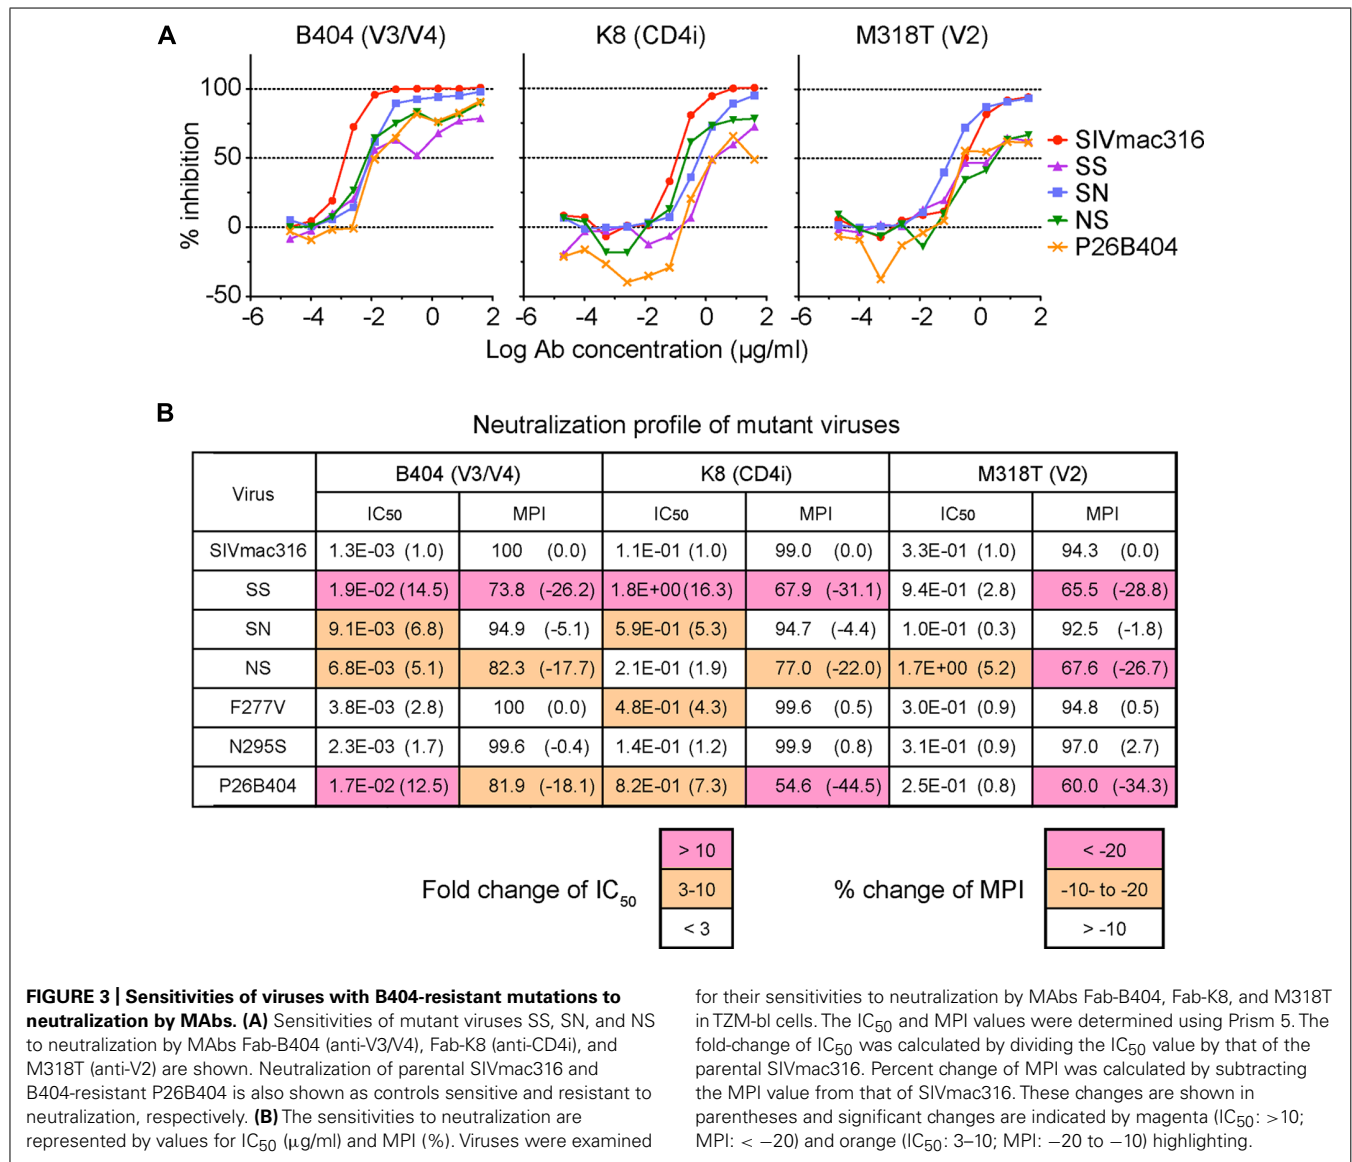 A
B404 (V3/V4)
K8 (CD4i)
M318T (V2)
% inhibition
100
50
0
-50
-6 -4 -2 0 2
-6 -4 -2 0 2
-6 -4 -2 0 2
Log Ab concentration (µg/ml)
SIVmac316
SS
SN
NS
P26B404
B
Neutralization profile of mutant viruses
Virus B404 (V3/V4) K8 (CD4i) M318T (V2)
IC50 MPI IC50 MPI IC50 MPI
SIVmac316 1.3E-03 (1.0) 100 (0.0) 1.1E-01 (1.0) 99.0 (0.0) 3.3E-01 (1.0) 94.3 (0.0)
SS 1.9E-02 (14.5) 73.8 (-26.2) 1.8E+00 (16.3) 67.9 (-31.1) 9.4E-01 (2.8) 65.5 (-28.8)
SN 9.1E-03 (6.8) 94.9 (-5.1) 5.9E-01 (5.3) 94.7 (-4.4) 1.0E-01 (0.3) 92.5 (-1.8)
NS 6.8E-03 (5.1) 82.3 (-17.7) 2.1E-01 (1.9) 77.0 (-22.0) 1.7E+00 (5.2) 67.6 (-26.7)
F277V 3.8E-03 (2.8) 100 (0.0) 4.8E-01 (4.3) 99.6 (0.5) 3.0E-01 (0.9) 94.8 (0.5)
N295S 2.3E-03 (1.7) 99.6 (-0.4) 1.4E-01 (1.2) 99.9 (0.8) 3.1E-01 (0.9) 97.0 (2.7)
P26B404 1.7E-02 (12.5) 81.9 (-18.1) 8.2E-01 (7.3) 54.6 (-44.5) 2.5E-01 (0.8) 60.0 (-34.3)
Fold change of IC50
> 10
3-10
< 3
% change of MPI
< -20
-10- to -20
> -10
FIGURE 3 | Sensitivities of viruses with B404-resistant mutations to
neutralization by MAbs. (A) Sensitivities of mutant viruses SS, SN, and NS
to neutralization by MAbs Fab-B404 (anti-V3/V4), Fab-K8 (anti-CD4i), and
M318T (anti-V2) are shown. Neutralization of parental SIVmac316 and
B404-resistant P26B404 is also shown as controls sensitive and resistant to
neutralization, respectively. (B) The sensitivities to neutralization are
represented by values for IC50 (µg/ml) and MPI (%). Viruses were examined
for their sensitivities to neutralization by MAbs Fab-B404, Fab-K8, and M318T
in TZM-bl cells. The IC50 and MPI values were determined using Prism 5. The
fold-change of IC50 was calculated by dividing the IC50 value by that of the
parental SIVmac316. Percent change of MPI was calculated by subtracting
the MPI value from that of SIVmac316. These changes are shown in
parentheses and significant changes are indicated by magenta (IC50: >10;
MPI: < −20) and orange (IC50: 3–10; MPI: −20 to −10) highlighting.